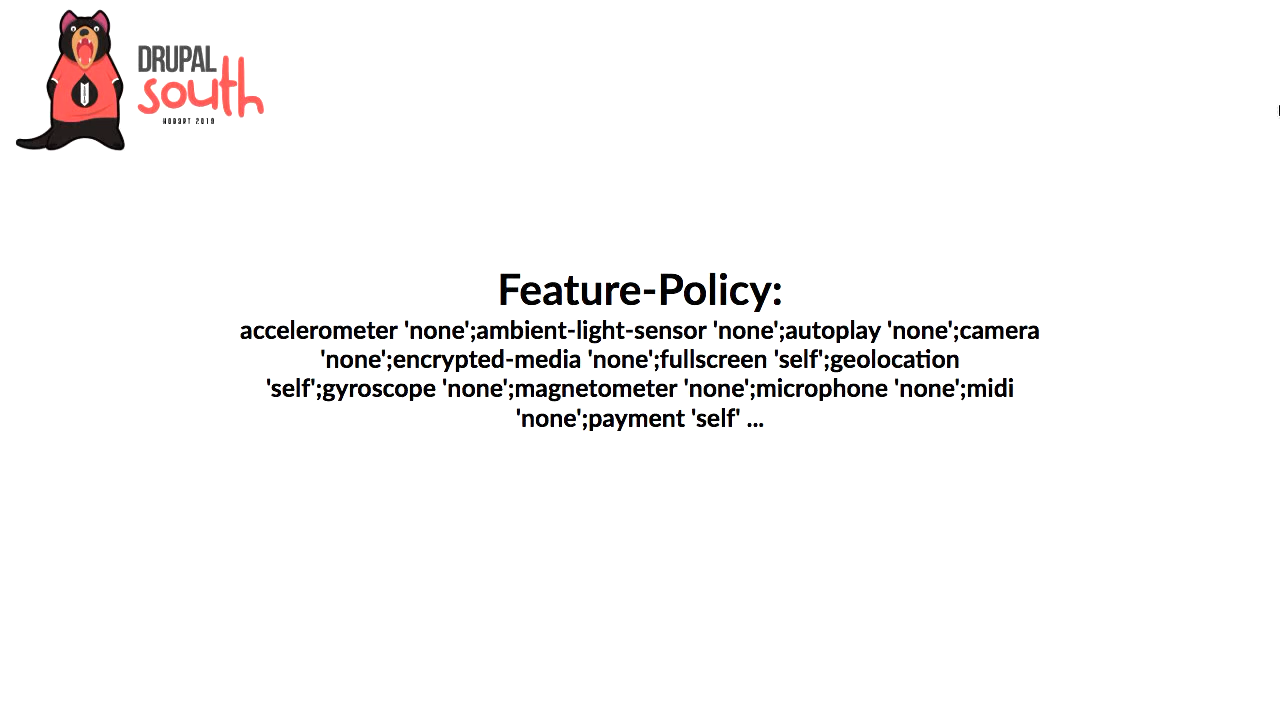 DRUPAL
south
HOBART 2019
Feature-Policy:
accelerometer 'none';ambient-light-sensor 'none';autoplay 'none';camera
'none';encrypted-media 'none';fullscreen 'self';geolocation
'self';gyroscope 'none';magnetometer 'none';microphone 'none';midi
'none';payment 'self' ...